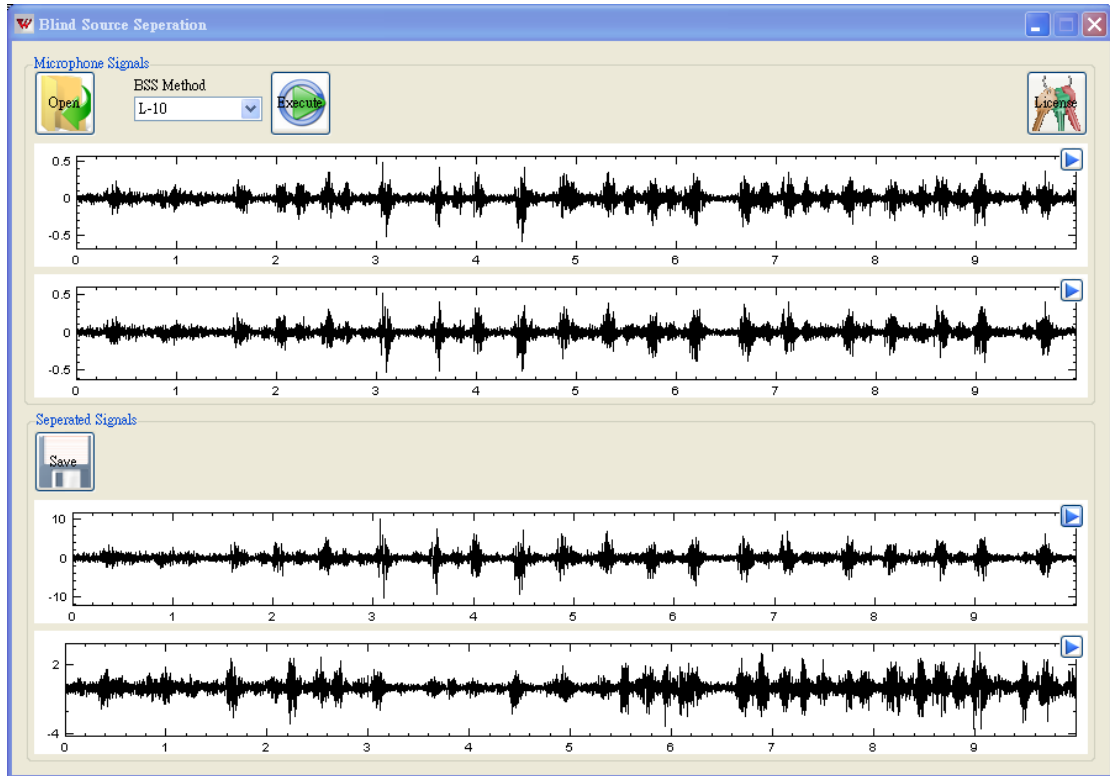 Blind Source Seperation
Microphone Signals
Open
BSS Method
L-10
Execute
License
0.5
0
-0.5
0 1 2 3 4 5 6 7 8 9
0.5
0
-0.5
0 1 2 3 4 5 6 7 8 9
Seperated Signals
Save
10
0
-10
0 1 2 3 4 5 6 7 8 9
2
-4
0 1 2 3 4 5 6 7 8 9